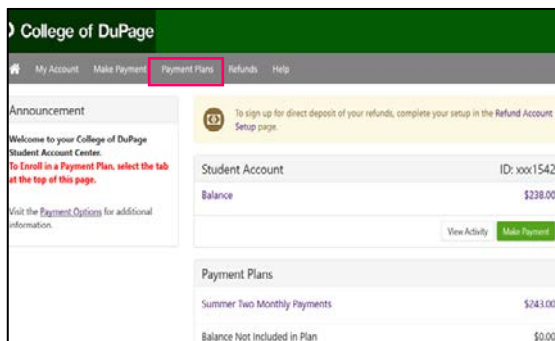 College of DuPage
My Account Make Payment Payment Plans Refunds Help
Announcement
Welcome to your College of DuPage
Student Account Center.
To Enroll in a Payment Plan, select the tab
at the top of this page.
Visit the Payment Options for additional
information.
To sign up for direct deposit of your refunds, complete your setup in the Refund Account
Setup page.
Student Account ID: xxx1542
Balance $238.00
View Activity Make Payment
Payment Plans
Summer Two Monthly Payments $243.00
Balance Not Included in Plan $0.00